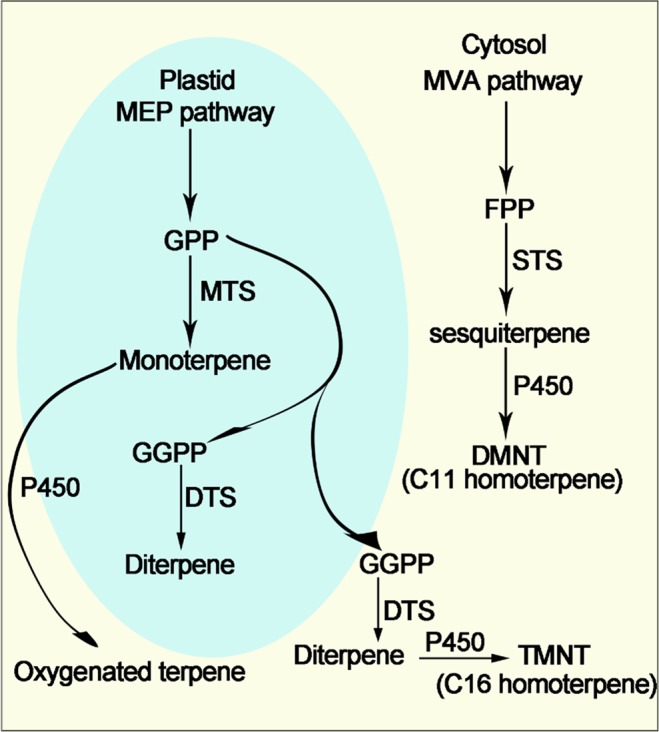 Plastid
MEP pathway
GPP
MTS
Monoterpene
GGPP
DTS
Diterpene
P450
Oxygenated terpene
GGPP
DTS
Diterpene
P450
TMNT
(C16 homoterpene)
Cytosol
MVA pathway
FPP
STS
sesquiterpene
P450
DMNT
(C11 homoterpene)